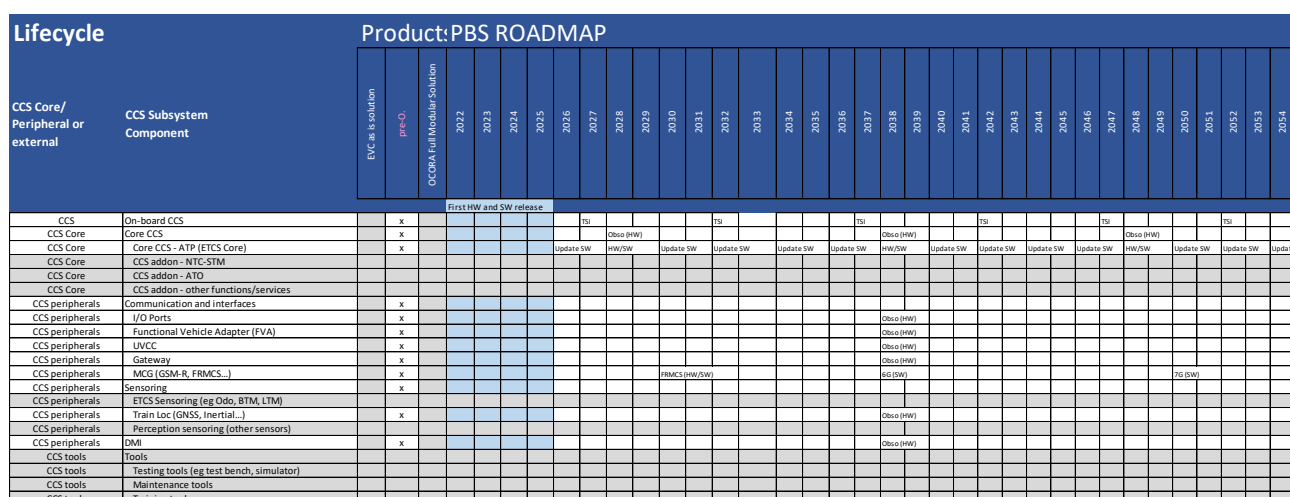 Lifecycle Product: PBS ROADMAP
CCS Core/ Peripheral or external CCS Subsystem Component EVC as is solution pre-O. OCORA Full Modular Solution 2022 2023 2024 2025 2026 2027 2028 2029 2030 2031 2032 2033 2034 2035 2036 2037 2038 2039 2040 2041 2042 2043 2044 2045 2046 2047 2048 2049 2050 2051 2052 2053 2054
First HW and SW release
CCS On-board CCS x TSI TSI TSI TSI TSI TSI
CCS Core Core CCS x Obso (HW) Obso (HW) Obso (HW)
CCS Core Core CCS - ATP (ETCS Core) x Update SW HW/SW Update SW Update SW Update SW Update SW HW/SW Update SW Update SW Update SW Update SW HW/SW Update SW Update SW Updat
CCS Core CCS addon - NTC-STM
CCS Core CCS addon - ATO
CCS Core CCS addon - other functions/services
CCS peripherals Communication and interfaces x
CCS peripherals I/O Ports x Obso (HW)
CCS peripherals Functional Vehicle Adapter (FVA) x Obso (HW)
CCS peripherals UVCC x Obso (HW)
CCS peripherals Gateway x Obso (HW)
CCS peripherals MCG (GSM-R, FRMCS...) x FRMCS (HW/SW) 6G (SW) 7G (SW)
CCS peripherals Sensoring x
CCS peripherals ETCS Sensoring (eg Odo, BTM, LTM)
CCS peripherals Train Loc (GNSS, Inertial...) x Obso (HW)
CCS peripherals Perception sensoring (other sensors)
CCS peripherals DMI x Obso (HW)
CCS tools Tools
CCS tools Testing tools (eg test bench, simulator)
CCS tools Maintenance tools